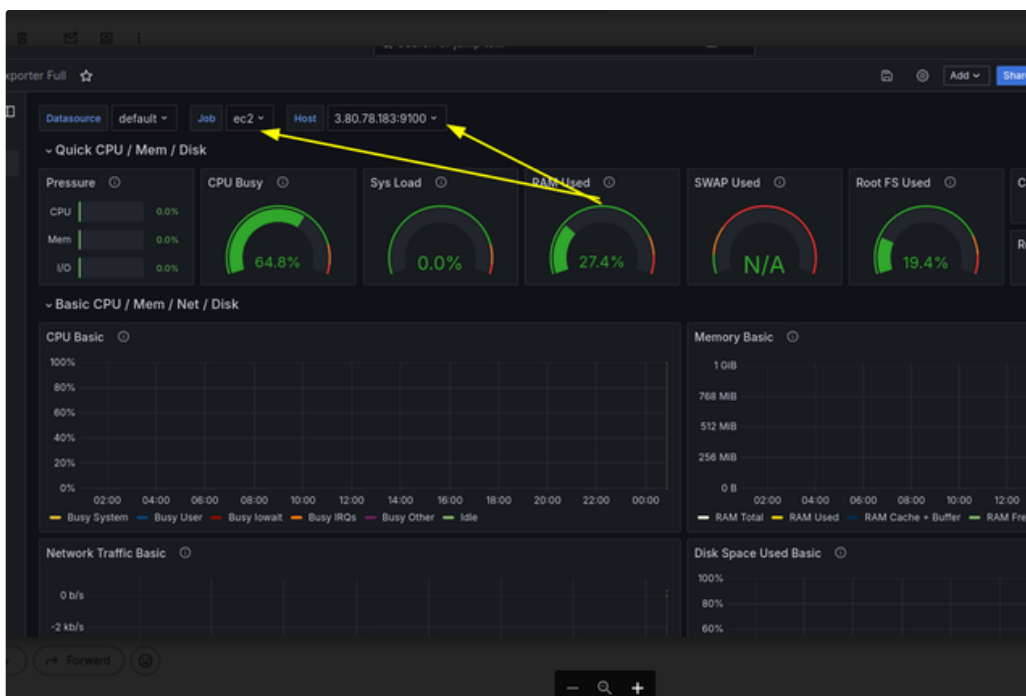 xporter Full
Add
Share
Datasource default Job ec2 Host 3.80.78.183:9100
Quick CPU / Mem / Disk
Pressure CPU Busy Sys Load RAM Used SWAP Used Root FS Used C
CPU 0.0%
Mem 0.0%
I/O 0.0%
64.8% 0.0% 27.4% N/A 19.4%
Basic CPU / Mem / Net / Disk
CPU Basic
100%
80%
60%
40%
20%
0%
02:00 04:00 06:00 08:00 10:00 12:00 14:00 16:00 18:00 20:00 22:00 00:00
Busy System Busy User Busy Iowait Busy IRQs Busy Other Idle
Memory Basic
1 GiB
768 MiB
512 MiB
256 MiB
0 B
02:00 04:00 06:00 08:00 10:00 12:00
RAM Total RAM Used RAM Cache + Buffer RAM Fre
Network Traffic Basic
0 b/s
-2 kb/s
Disk Space Used Basic
100%
80%
60%
Forward